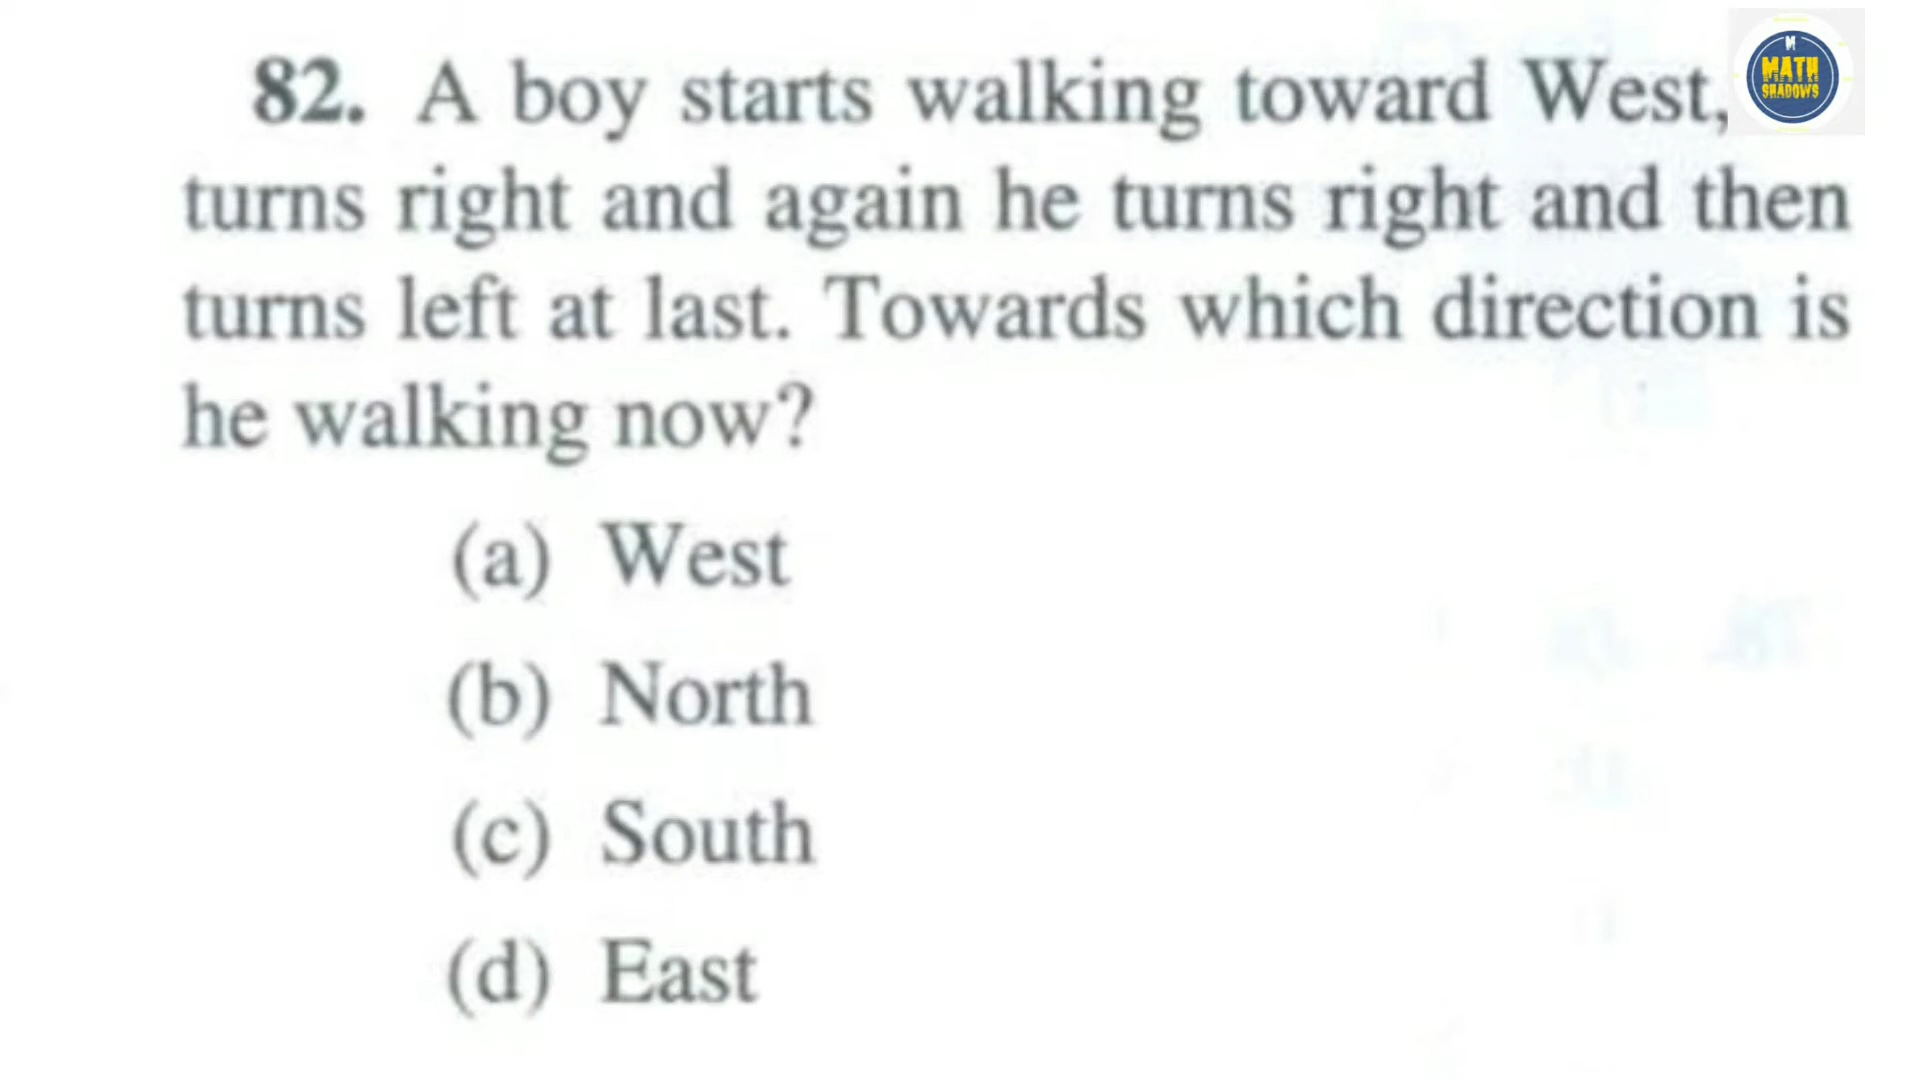 82. A boy starts walking toward West,
turns right and again he turns right and then
turns left at last. Towards which direction is
he walking now?
(a) West
(b) North
(c) South
(d) East
M
MATH
SHADOWS